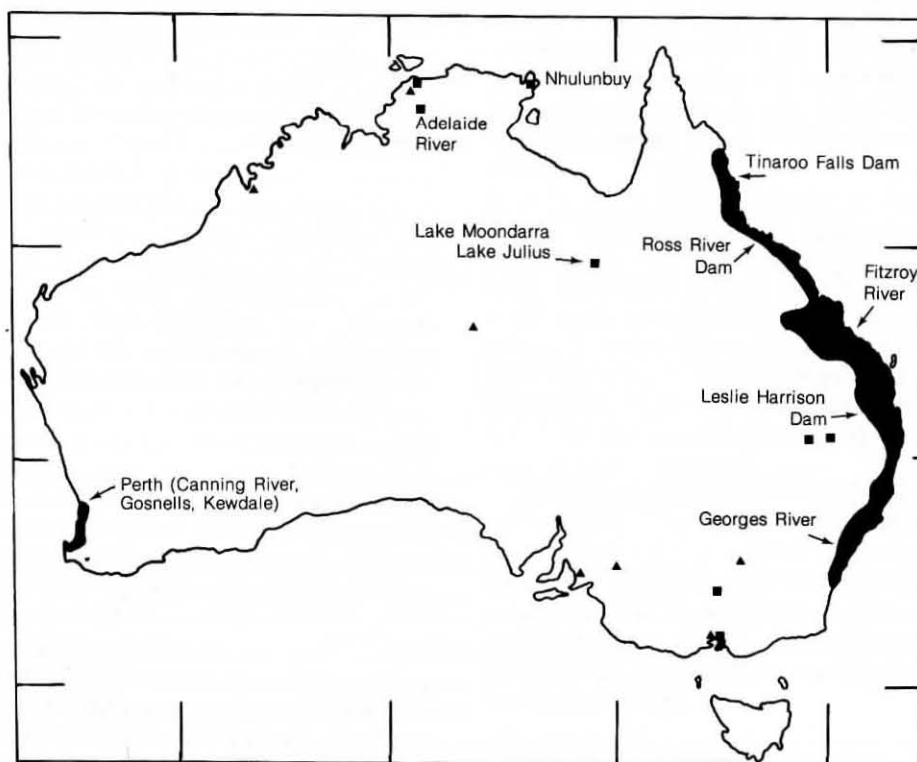 Nhulunbuy
Adelaide
River
Tinaroo Falls Dam
Lake Moondarra
Lake Julius
Ross River
Dam
Fitzroy
River
Leslie Harrison
Dam
Perth (Canning River,
Gosnells, Kewdale)
Georges River